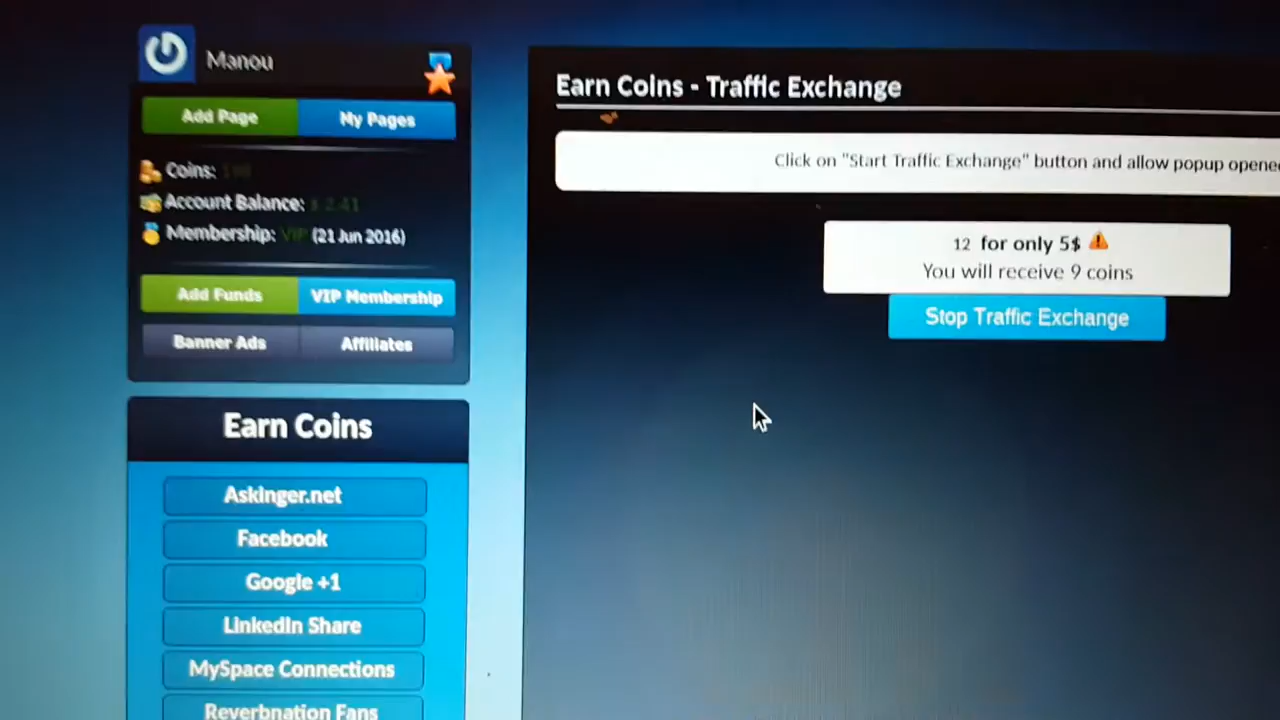 Manou
Add Page
My Pages
Coins:
Account Balance: $ 2.41
Membership: VIP (21 Jun 2016)
Add Funds
VIP Membership
Banner Ads
Affiliates
Earn Coins
Askinger.net
Facebook
Google +1
LinkedIn Share
MySpace Connections
Reverbnation Fans
Earn Coins - Traffic Exchange
Click on "Start Traffic Exchange" button and allow popup opene
12 for only 5$
You will receive 9 coins
Stop Traffic Exchange